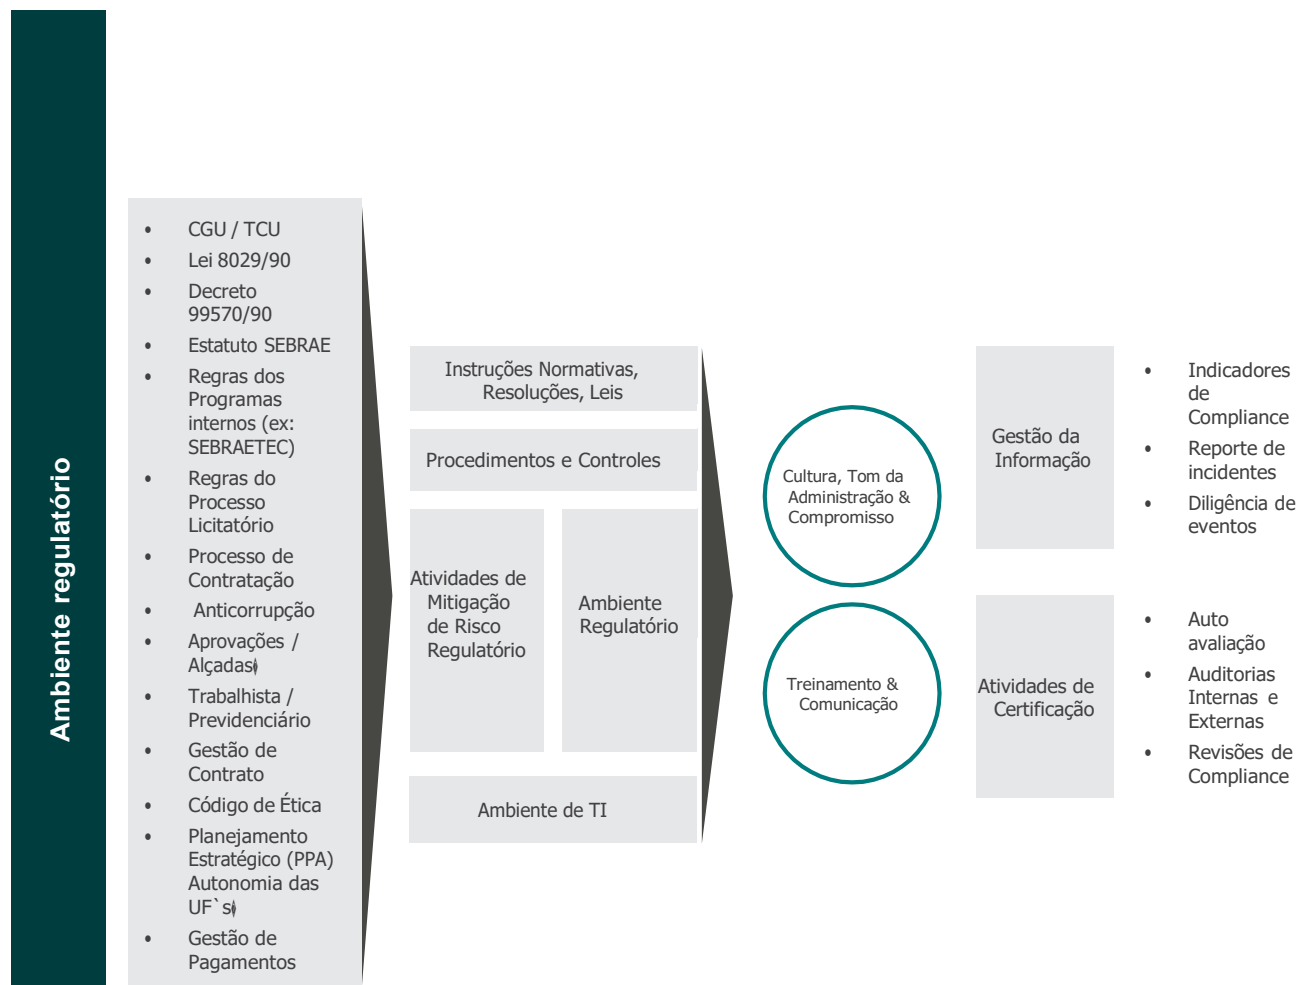 Ambiente regulatório
• CGU / TCU
• Lei 8029/90
• Decreto
99570/90
• Estatuto SEBRAE
• Regras dos
Programas
internos (ex:
SEBRAETEC)
• Regras do
Processo
Licitatório
• Processo de
Contratação
• Anticorrupção
• Aprovações /
Alçadas
• Trabalhista /
Previdenciário
• Gestão de
Contrato
• Código de Ética
• Planejamento
Estratégico (PPA)
Autonomia das
UF`s
• Gestão de
Pagamentos
Instruções Normativas,
Resoluções, Leis
Procedimentos e Controles
Atividades de
Mitigação
de Risco
Regulatório
Ambiente
Regulatório
Ambiente de TI
Cultura, Tom da
Administração &
Compromisso
Treinamento &
Comunicação
Gestão da
Informação
• Indicadores
de
Compliance
• Reporte de
incidentes
• Diligência de
eventos
Atividades de
Certificação
• Auto
avaliação
• Auditorias
Internas e
Externas
• Revisões de
Compliance